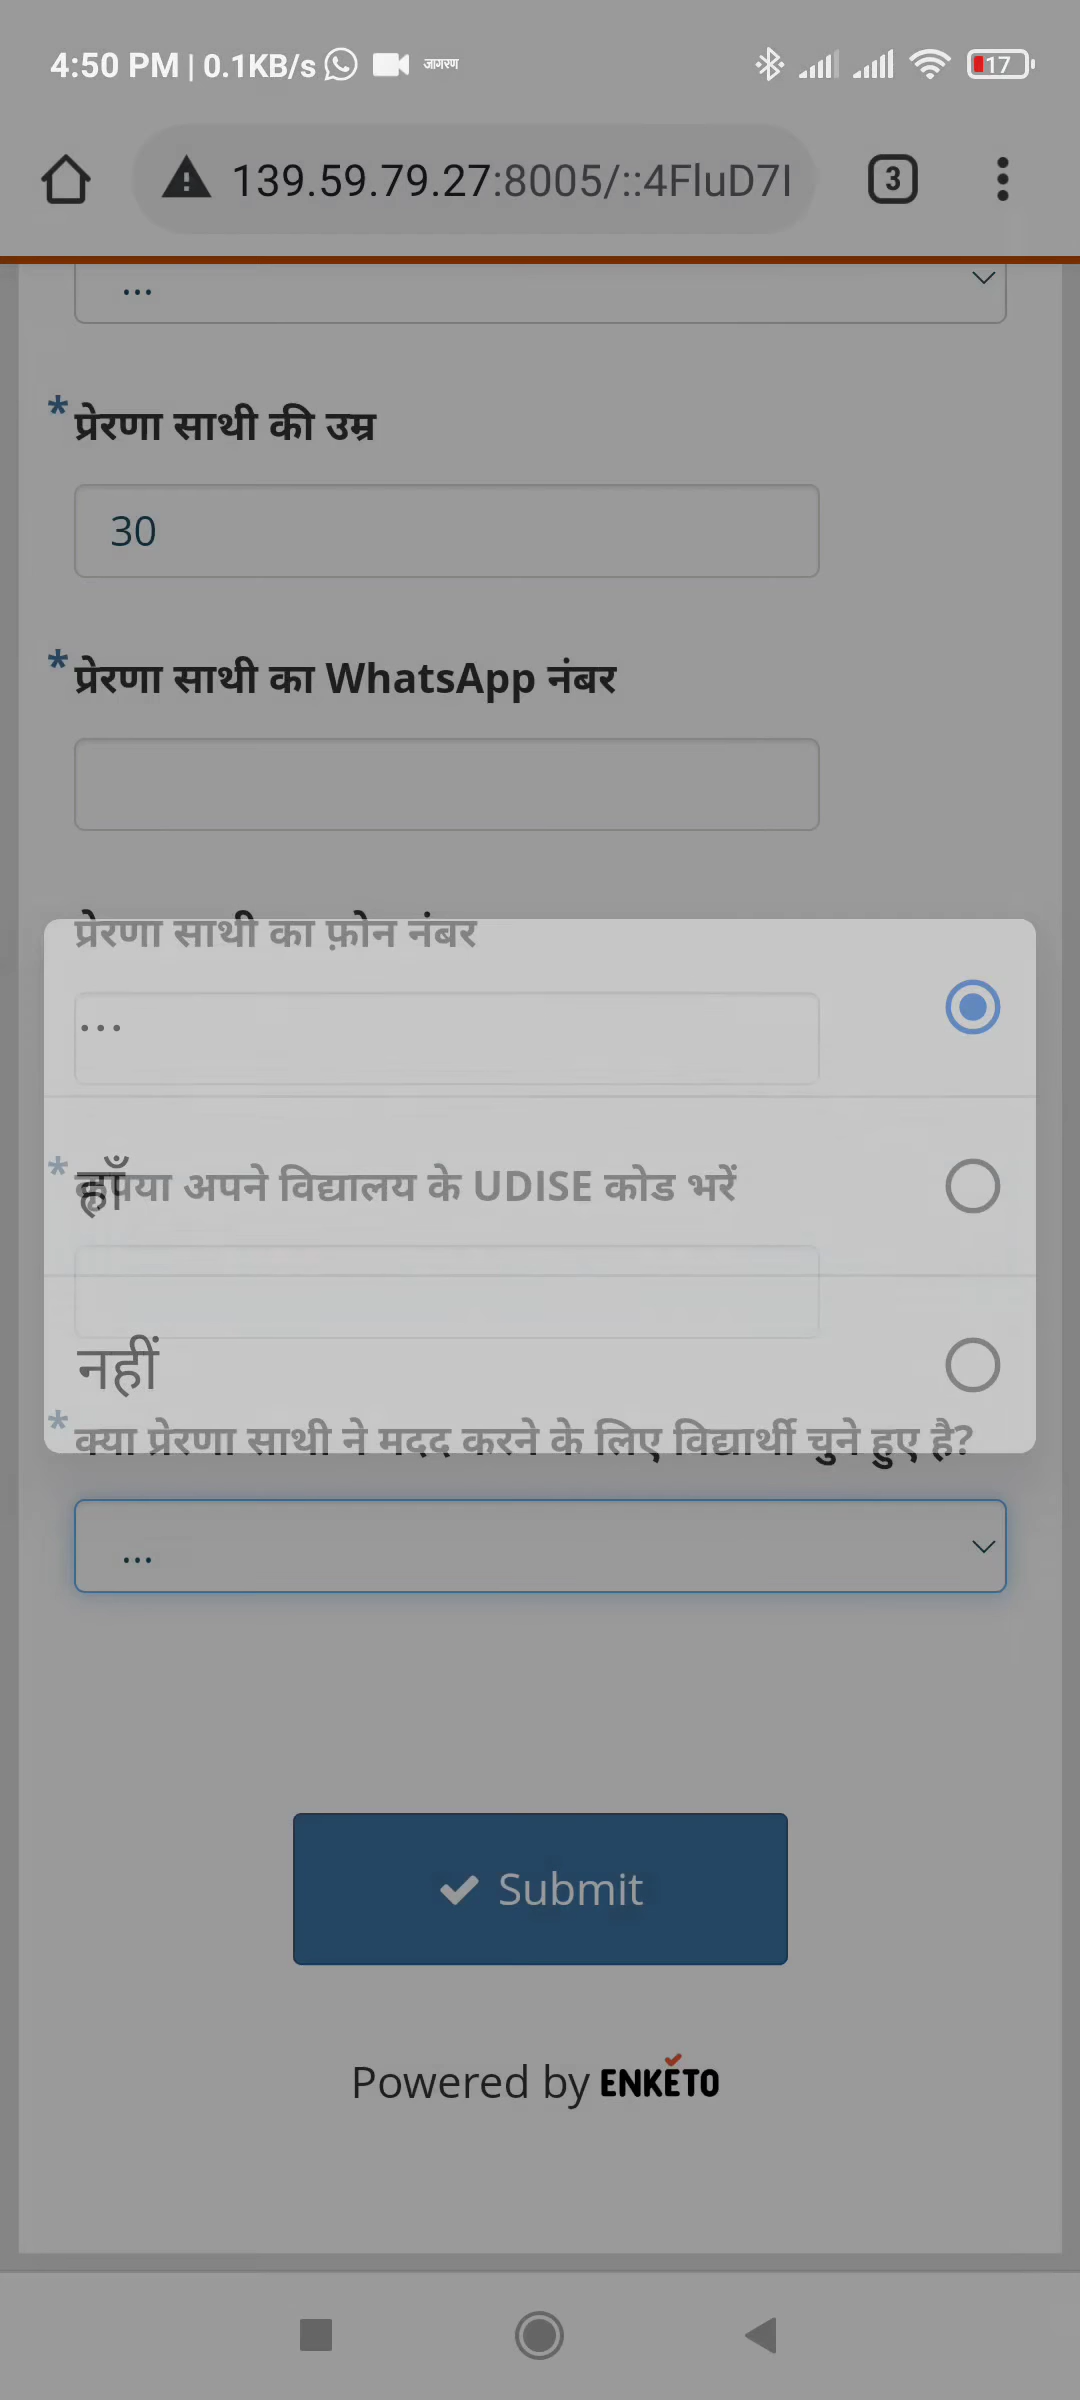 4:50 PM | 0.1KB/s जागरण 17
139.59.79.27:8005/::4FluD7I 3
...
* प्रेरणा साथी की उम्र
30
* प्रेरणा साथी का WhatsApp नंबर
प्रेरणा साथी का फ़ोन नंबर
...
हाँ
* कृपया अपने विद्यालय के UDISE कोड भरें
नहीं
* क्या प्रेरणा साथी ने मदद करने के लिए विद्यार्थी चुने हुए है?
...
Submit
Powered by ENKETO